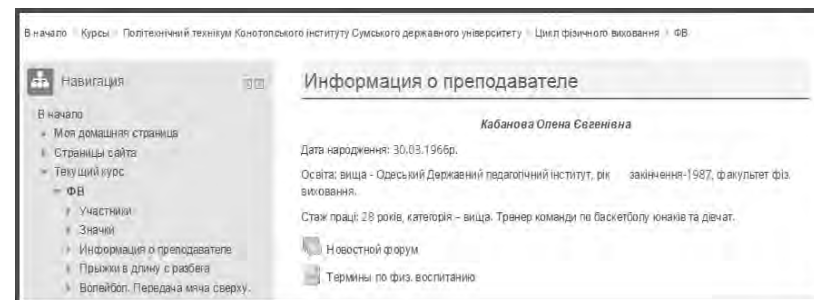 В начало Курсы Політехнічний технікум Конотопського інституту Сумського державного університету Цикл фізичного виховання ФВ
Навигация
В начало
Моя домашняя страница
Страницы сайта
Текущий курс
ФВ
Участники
Значки
Информация о преподавателе
Прыжки в длину с разбега
Волейбол. Передача мяча сверху.
Информация о преподавателе
Кабанова Олена Євгенівна
Дата народження: 30.03.1966р.
Освіта: вища - Одеський Державний педагогічний інститут, рік закінчення-1987, факультет фіз.
виховання.
Стаж праці: 28 років, категорія – вища. Тренер команди по баскетболу юнаків та дівчат.
Новостной форум
Термины по физ. воспитанию